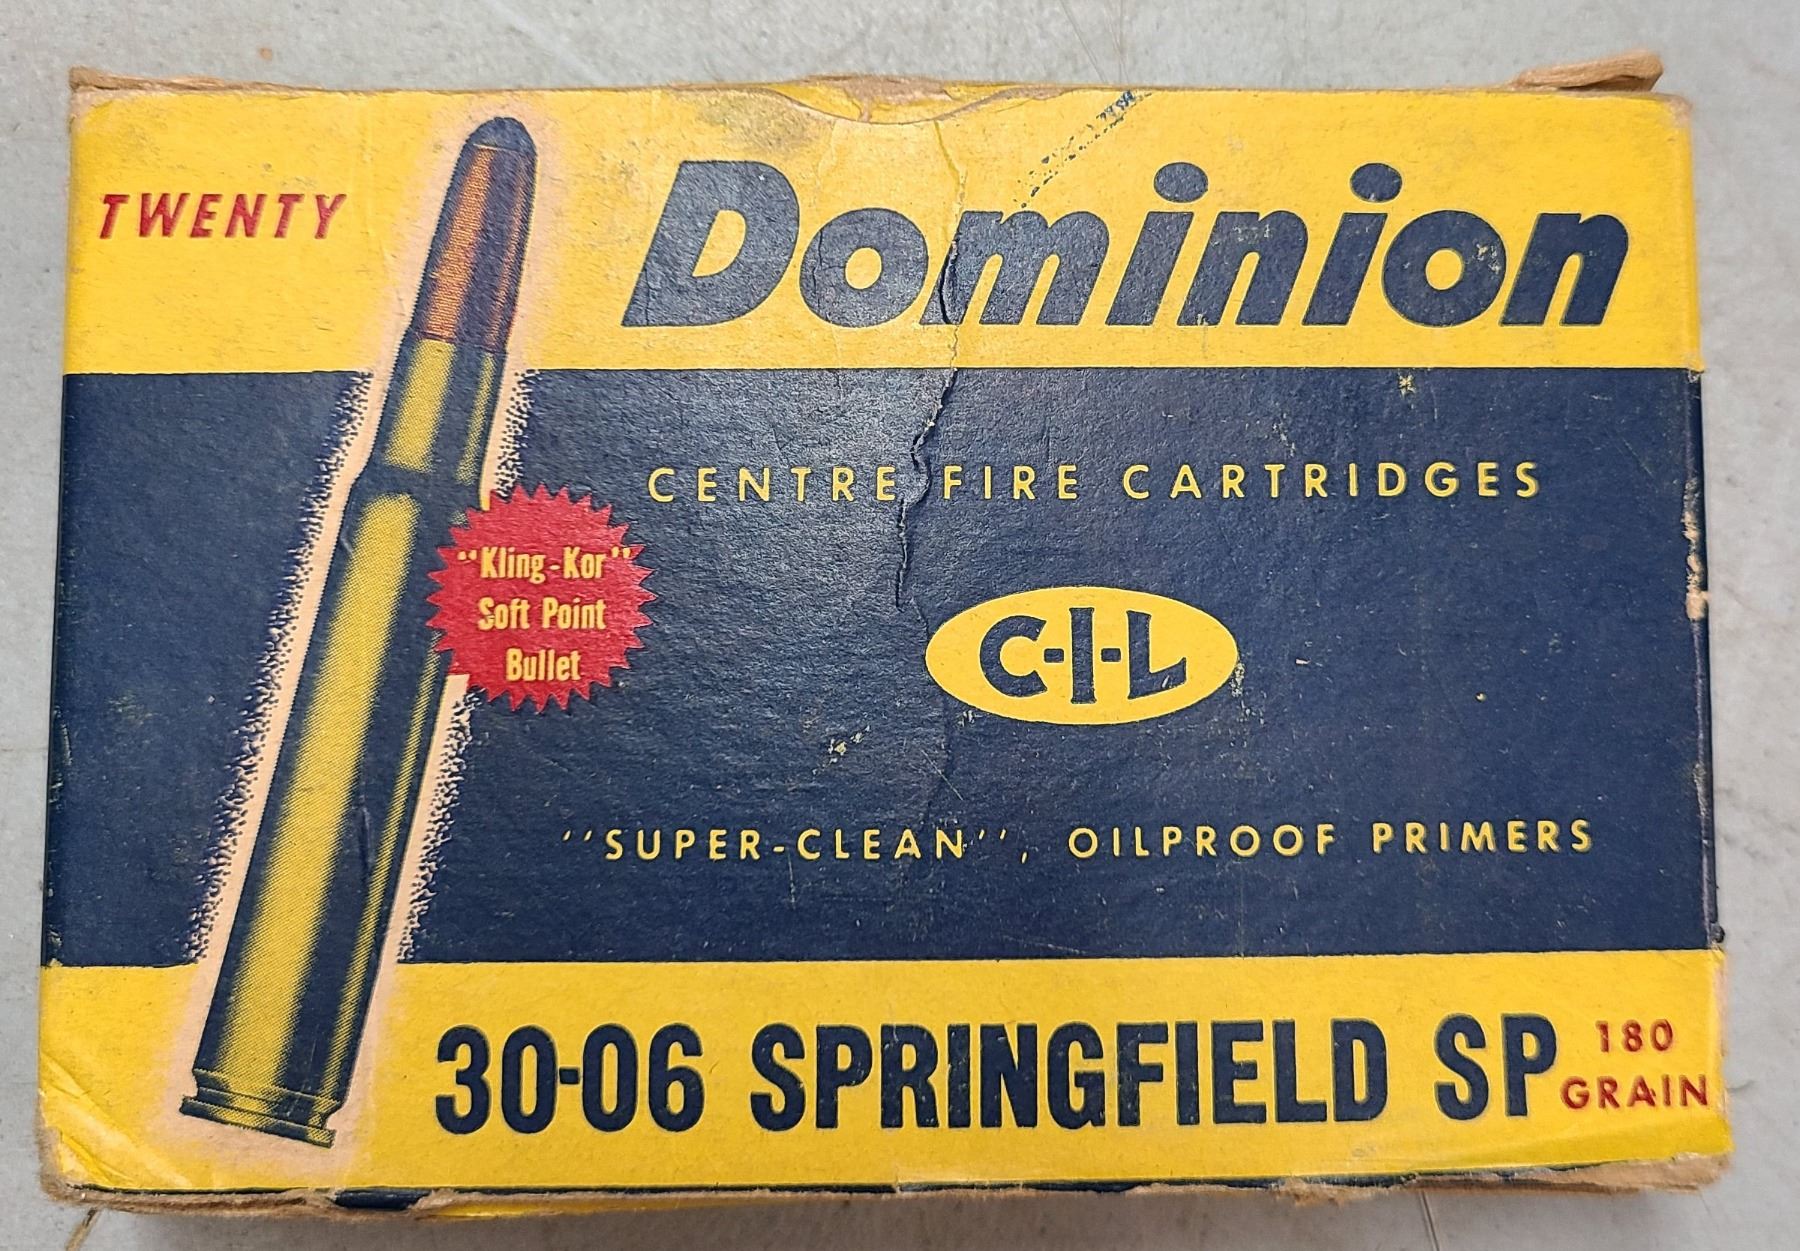 TWENTY
Dominion
CENTRE FIRE CARTRIDGES
"Kling-Kor"
Soft Point
Bullet
C-I-L
"SUPER-CLEAN", OILPROOF PRIMERS
30-06 SPRINGFIELD SP
180
GRAIN